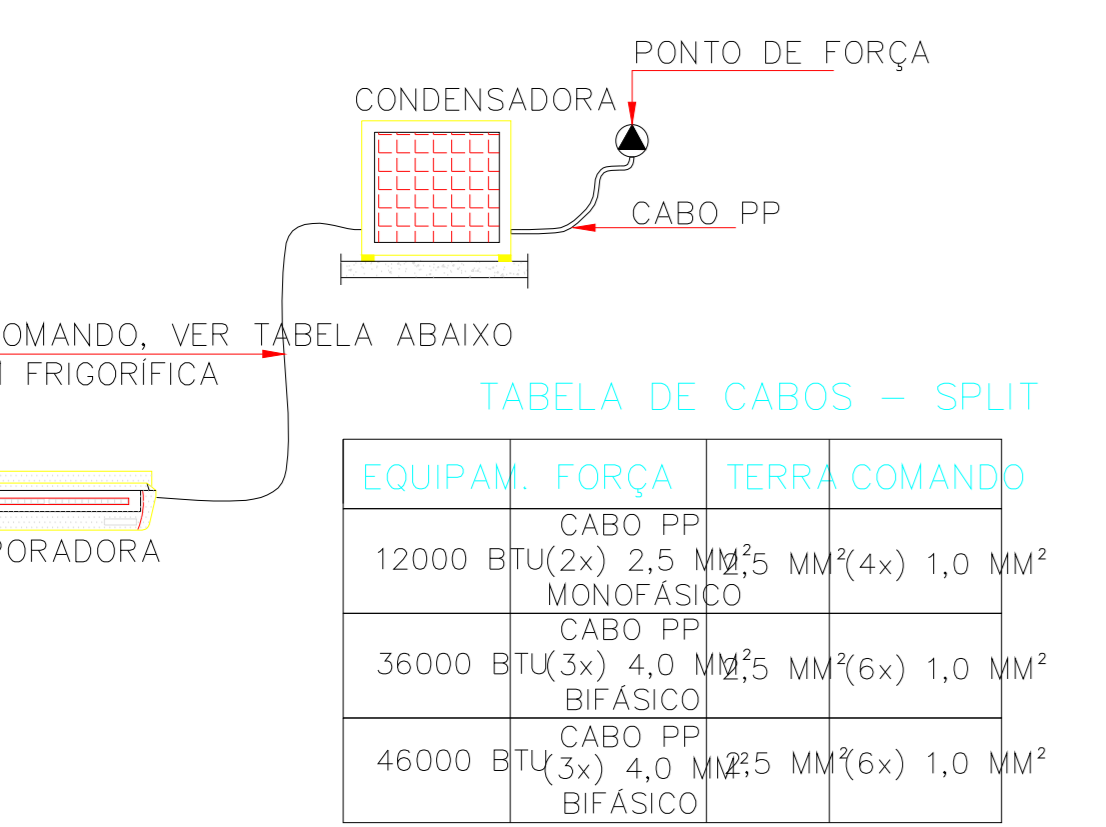 PONTO DE FORÇA
CONDENSADORA
CABO PP
OMANDO, VER TABELA ABAIXO
FRIGORÍFICA
PORADORA
TABELA DE CABOS – SPLIT
EQUIPAM. FORÇA TERRA COMANDO
CABO PP
12000 BTU (2x) 2,5 MM² 2,5 MM² (4x) 1,0 MM²
MONOFÁSICO
CABO PP
36000 BTU (3x) 4,0 MM² 2,5 MM² (6x) 1,0 MM²
BIFÁSICO
CABO PP
46000 BTU (3x) 4,0 MM² 2,5 MM² (6x) 1,0 MM²
BIFÁSICO